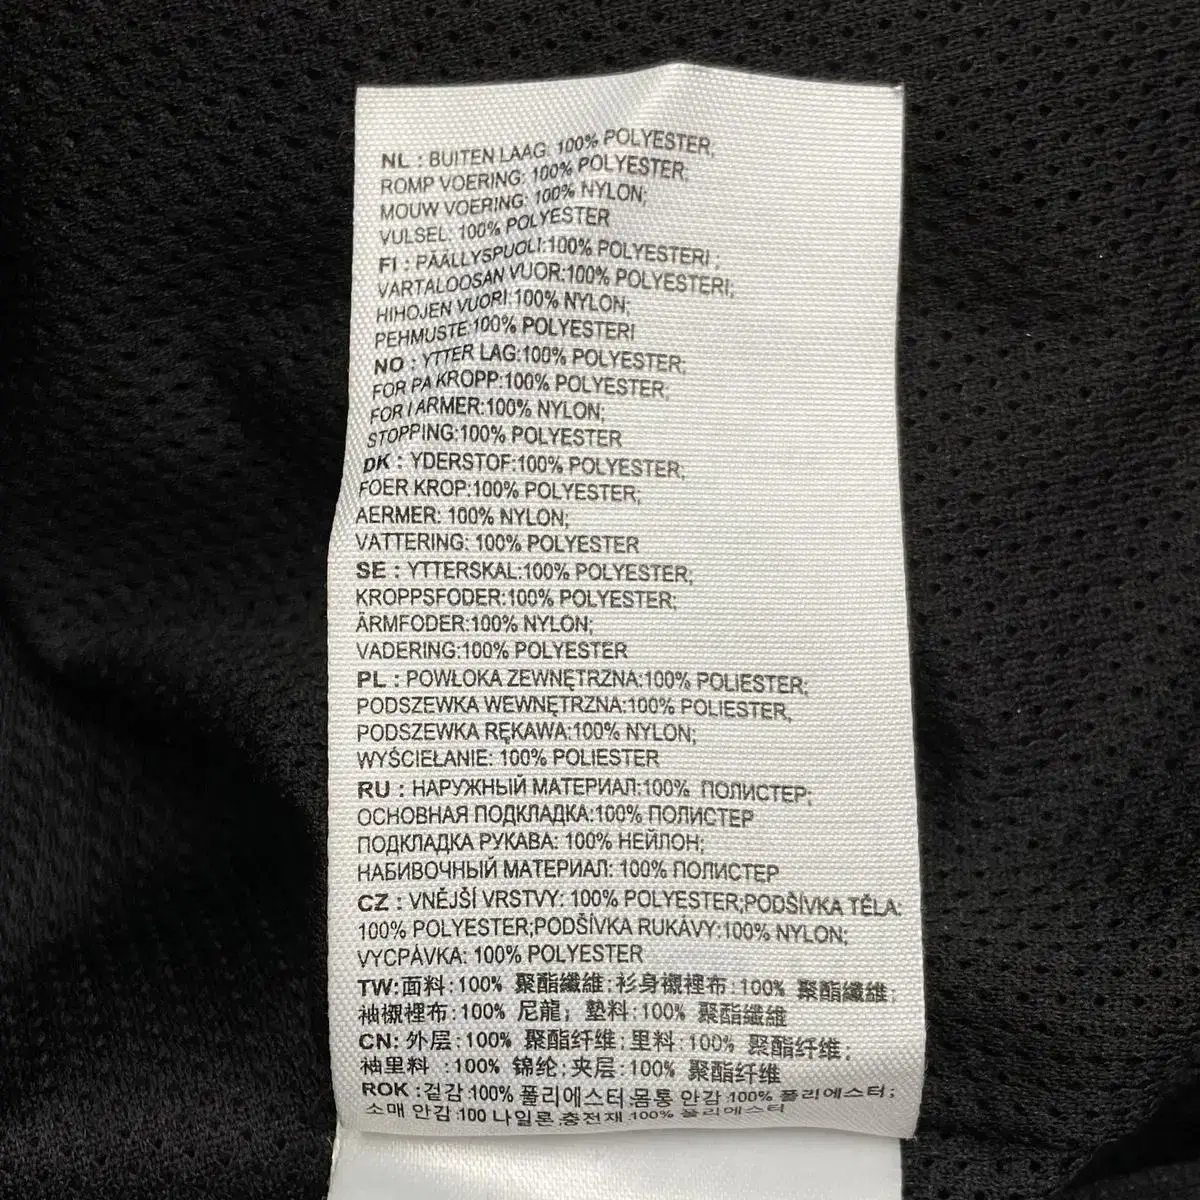 NL : BUITEN LAAG: 100% POLYESTER;
ROMP VOERING: 100% POLYESTER;
MOUW VOERING: 100% NYLON;
VULSEL: 100% POLYESTER
FI : PÄÄLLYSPUOLI:100% POLYESTERI ;
VARTALOOSAN VUOR:100% POLYESTERI;
HIHOJEN VUORI:100% NYLON;
PEHMUSTE:100% POLYESTERI
NO : YTTER LAG:100% POLYESTER;
FOR PA KROPP:100% POLYESTER;
FOR I ARMER:100% NYLON;
STOPPING:100% POLYESTER
DK : YDERSTOF:100% POLYESTER;
FOER KROP:100% POLYESTER;
AERMER: 100% NYLON;
VATTERING: 100% POLYESTER
SE : YTTERSKAL:100% POLYESTER;
KROPPSFODER:100% POLYESTER;
ÄRMFODER:100% NYLON;
VADERING:100% POLYESTER
PL : POWLOKA ZEWNĘTRZNA:100% POLIESTER;
PODSZEWKA WEWNĘTRZNA:100% POLIESTER,
PODSZEWKA RĘKAWA:100% NYLON;
WYŚCIEŁANIE: 100% POLIESTER
RU : НАРУЖНЫЙ МАТЕРИАЛ:100% ПОЛИСТЕР;
ОСНОВНАЯ ПОДКЛАДКА:100% ПОЛИСТЕР
ПОДКЛАДКА РУКАВА: 100% НЕЙЛОН;
НАБИВОЧНЫЙ МАТЕРИАЛ: 100% ПОЛИСТЕР
CZ : VNĚJŠÍ VRSTVY: 100% POLYESTER;PODŠÍVKA TĚLA:
100% POLYESTER;PODŠÍVKA RUKÁVY:100% NYLON;
VYCPÁVKA: 100% POLYESTER
TW:面料:100% 聚酯纖維;衫身襯裡布:100% 聚酯纖維;
袖襯裡布:100% 尼龍; 墊料:100% 聚酯纖維
CN: 外层:100% 聚酯纤维;里料:100% 聚酯纤维;
袖里料 :100% 锦纶;夹层:100% 聚酯纤维
ROK :겉감 100% 폴리에스터,몸통 안감 100% 폴리에스터;
소매 안감 100 나일론,충전재 100% 폴리에스터